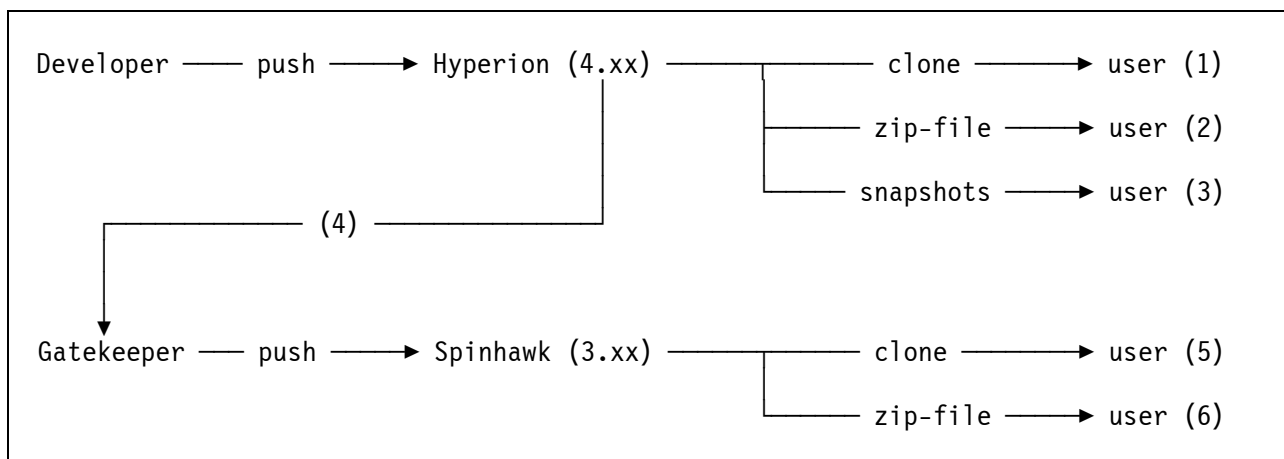 Developer push Hyperion (4.xx) clone user (1)
zip-file user (2)
snapshots user (3)
(4)
Gatekeeper push Spinhawk (3.xx) clone user (5)
zip-file user (6)